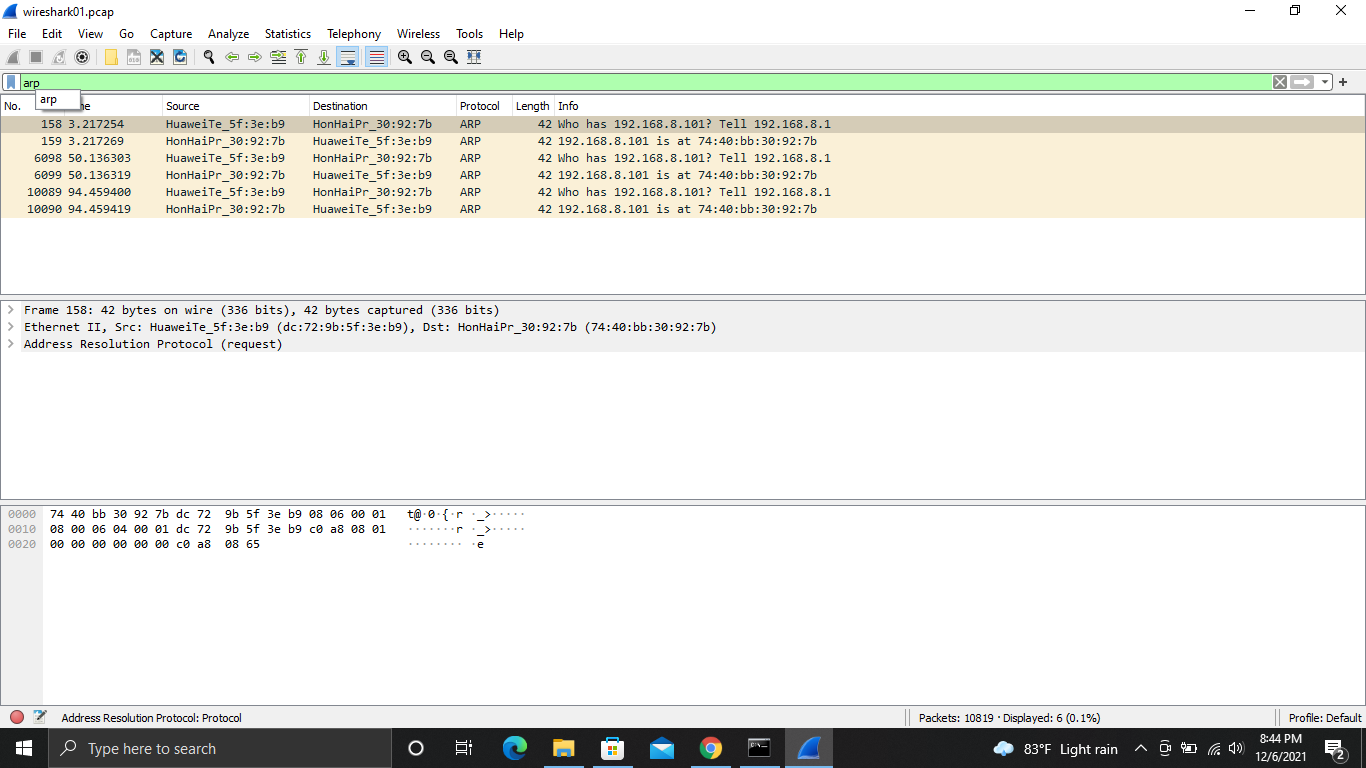 wireshark01.pcap
File Edit View Go Capture Analyze Statistics Telephony Wireless Tools Help
arp
arp
No. Source Destination Protocol Length Info
158 3.217254 HuaweiTe_5f:3e:b9 HonHaiPr_30:92:7b ARP 42 Who has 192.168.8.101? Tell 192.168.8.1
159 3.217269 HonHaiPr_30:92:7b HuaweiTe_5f:3e:b9 ARP 42 192.168.8.101 is at 74:40:bb:30:92:7b
6098 50.136303 HuaweiTe_5f:3e:b9 HonHaiPr_30:92:7b ARP 42 Who has 192.168.8.101? Tell 192.168.8.1
6099 50.136319 HonHaiPr_30:92:7b HuaweiTe_5f:3e:b9 ARP 42 192.168.8.101 is at 74:40:bb:30:92:7b
10089 94.459400 HuaweiTe_5f:3e:b9 HonHaiPr_30:92:7b ARP 42 Who has 192.168.8.101? Tell 192.168.8.1
10090 94.459419 HonHaiPr_30:92:7b HuaweiTe_5f:3e:b9 ARP 42 192.168.8.101 is at 74:40:bb:30:92:7b
Frame 158: 42 bytes on wire (336 bits), 42 bytes captured (336 bits)
Ethernet II, Src: HuaweiTe_5f:3e:b9 (dc:72:9b:5f:3e:b9), Dst: HonHaiPr_30:92:7b (74:40:bb:30:92:7b)
Address Resolution Protocol (request)
0000 74 40 bb 30 92 7b dc 72 9b 5f 3e b9 08 06 00 01 t@·0·{·r ·_>·····
0010 08 00 06 04 00 01 dc 72 9b 5f 3e b9 c0 a8 08 01 ·······r ·_>·····
0020 00 00 00 00 00 00 c0 a8 08 65 ········ ·e
Address Resolution Protocol: Protocol Packets: 10819 · Displayed: 6 (0.1%) Profile: Default
Type here to search 83°F Light rain 8:44 PM
12/6/2021 2